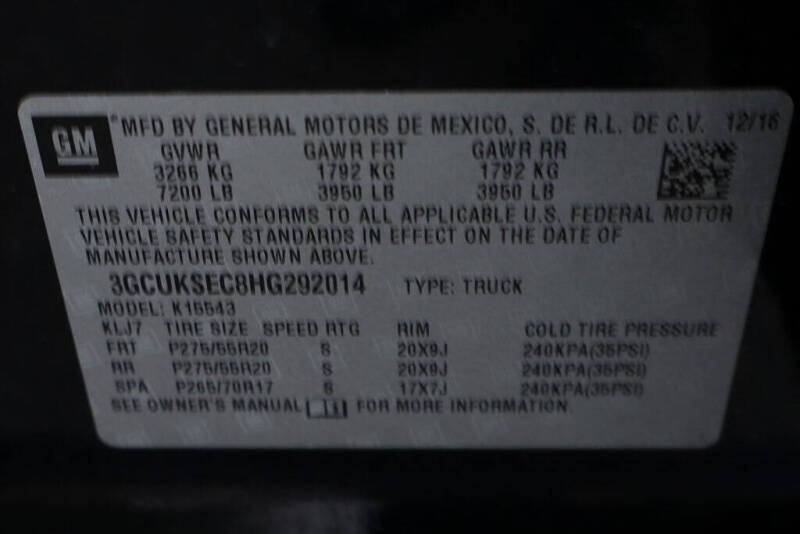 GM
® MFD BY GENERAL MOTORS DE MEXICO, S. DE R.L. DE C.V. 12/16
GVWR GAWR FRT GAWR RR
3266 KG 1792 KG 1792 KG
7200 LB 3950 LB 3950 LB
THIS VEHICLE CONFORMS TO ALL APPLICABLE U.S. FEDERAL MOTOR
VEHICLE SAFETY STANDARDS IN EFFECT ON THE DATE OF
MANUFACTURE SHOWN ABOVE.
3GCUKSEC8HG292014 TYPE: TRUCK
MODEL: K15543
KLJ7 TIRE SIZE SPEED RTG RIM COLD TIRE PRESSURE
FRT P275/55R20 S 20X9J 240KPA(35PSI)
RR P275/55R20 S 20X9J 240KPA(35PSI)
SPA P265/70R17 S 17X7J 240KPA(35PSI)
SEE OWNER'S MANUAL FOR MORE INFORMATION.